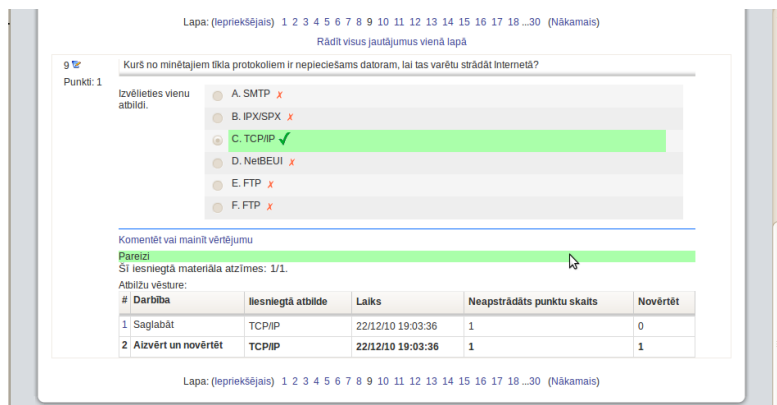 Lapa: (Iepriekšējais) 1 2 3 4 5 6 7 8 9 10 11 12 13 14 15 16 17 18 ...30 (Nākamais)
Rādīt visus jautājumus vienā lapā
9 Kurš no minētajiem tīkla protokoliem ir nepieciešams datoram, lai tas varētu strādāt Internetā?
Punkti: 1
Izvēlieties vienu atbildi.
A. SMTP ✗
B. IPX/SPX ✗
C. TCP/IP ✓
D. NetBEUI ✗
E. FTP ✗
F. FTP ✗
Komentēt vai mainīt vērtējumu
Pareizi
Šī iesniegtā materiāla atzīmes: 1/1.
Atbilžu vēsture:
# Darbība Iiesniegtā atbilde Laiks Neapstrādāts punktu skaits Novērtēt
1 Saglabāt TCP/IP 22/12/10 19:03:36 1 0
2 Aizvērt un novērtēt TCP/IP 22/12/10 19:03:36 1 1
Lapa: (Iepriekšējais) 1 2 3 4 5 6 7 8 9 10 11 12 13 14 15 16 17 18 ...30 (Nākamais)